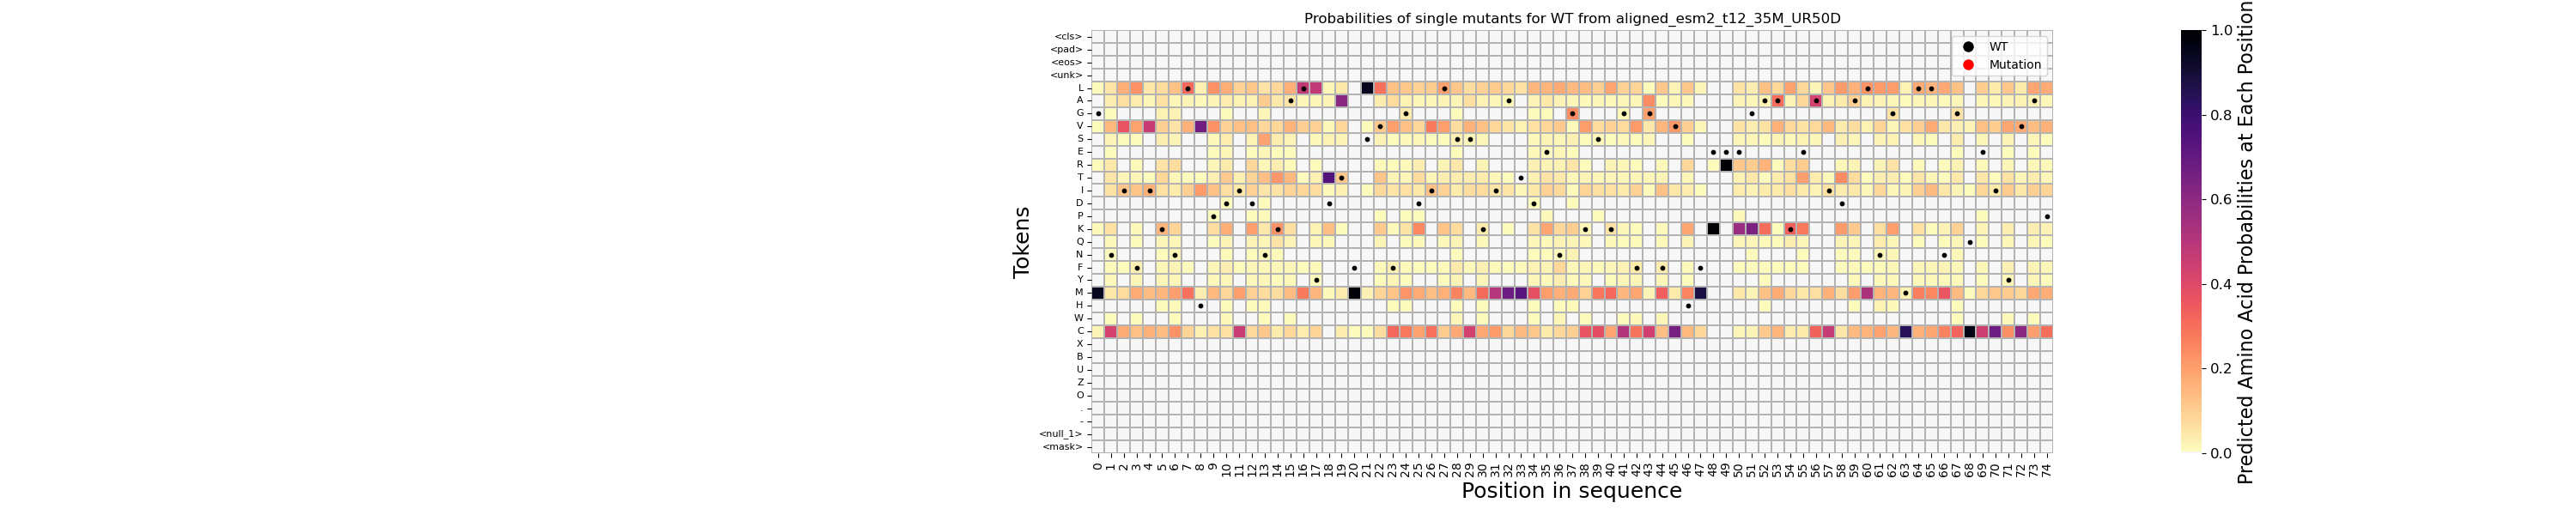 Probabilities of single mutants for WT from aligned_esm2_t12_35M_UR50D
WT
Mutation
Tokens
<cls>
<pad>
<eos>
<unk>
L
A
G
V
S
E
R
T
I
D
P
K
Q
N
F
Y
M
H
W
C
X
B
U
Z
O
.
-
<null_1>
<mask>
0 1 2 3 4 5 6 7 8 9 10 11 12 13 14 15 16 17 18 19 20 21 22 23 24 25 26 27 28 29 30 31 32 33 34 35 36 37 38 39 40 41 42 43 44 45 46 47 48 49 50 51 52 53 54 55 56 57 58 59 60 61 62 63 64 65 66 67 68 69 70 71 72 73 74
Position in sequence
1.0
0.8
0.6
0.4
0.2
0.0
Predicted Amino Acid Probabilities at Each Position